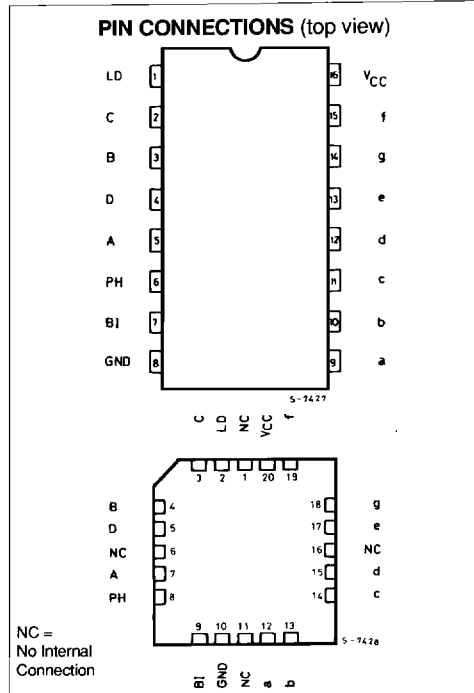 PIN CONNECTIONS (top view)
LD 1 16 VCC
C 2 15 f
B 3 14 g
D 4 13 e
A 5 12 d
PH 6 11 c
BI 7 10 b
GND 8 9 a
S-7427
C LD NC VCC f
3 2 1 20 19
B 4 18 g
D 5 17 e
NC 6 16 NC
A 7 15 d
PH 8 14 c
9 10 11 12 13
S-7428
BI GND NC a b
NC =
No Internal
Connection